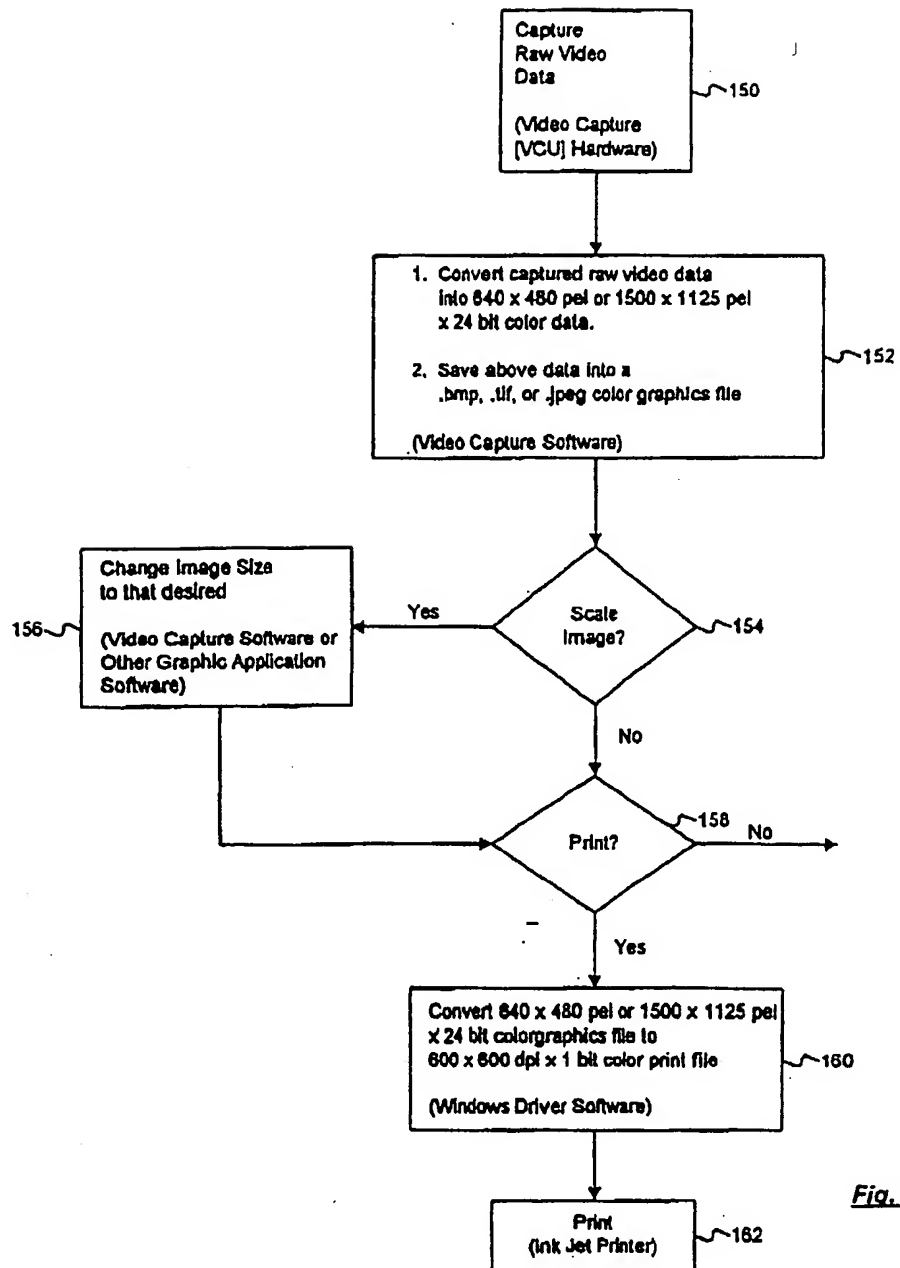 Capture
Raw Video
Data
(Video Capture
[VCU] Hardware)
150
1. Convert captured raw video data
into 640 x 480 pel or 1500 x 1125 pel
x 24 bit color data.
2. Save above data into a
.bmp, .tif, or .jpeg color graphics file
(Video Capture Software)
152
Scale
Image?
154
Yes
Change Image Size
to that desired
(Video Capture Software or
Other Graphic Application
Software)
156
No
Print?
158
No
Yes
Convert 640 x 480 pel or 1500 x 1125 pel
x 24 bit colorgraphics file to
600 x 600 dpi x 1 bit color print file
(Windows Driver Software)
160
Print
(Ink Jet Printer)
162
Fig.